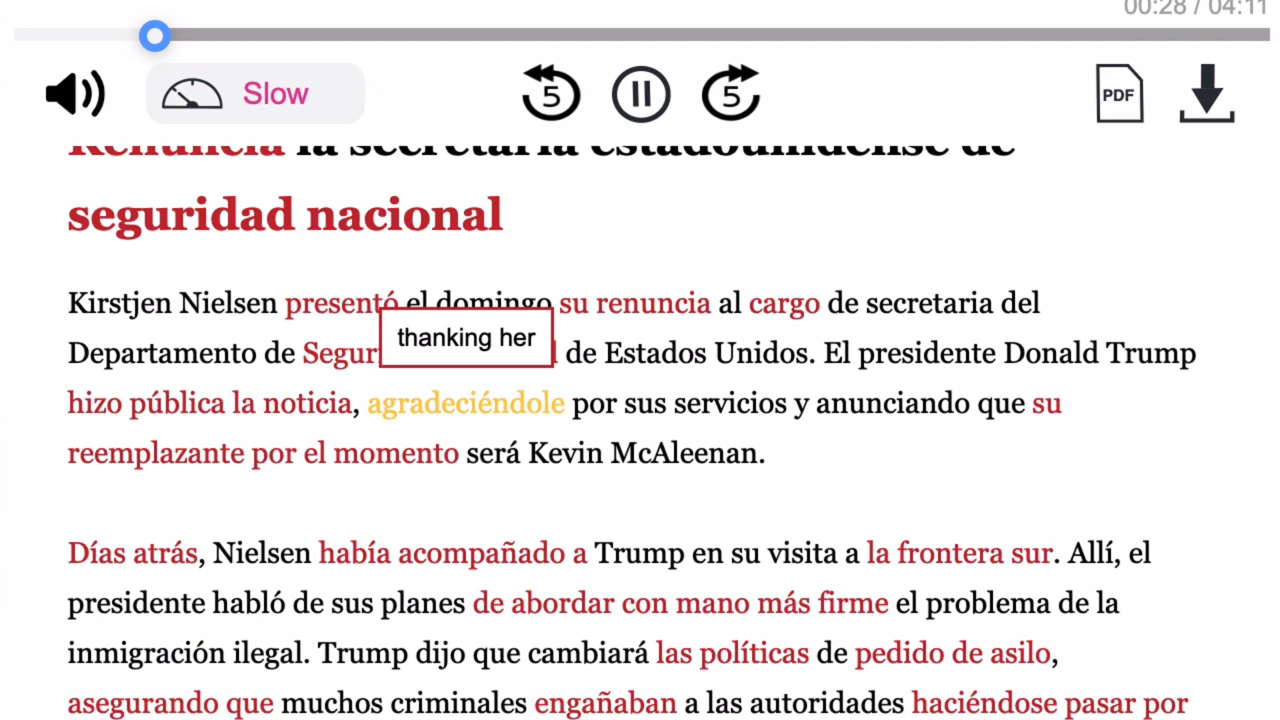 00:28 / 04:11
Slow
5
5
PDF
Renuncia la secretaria estadounidense de
seguridad nacional
Kirstjen Nielsen presentó el domingo su renuncia al cargo de secretaria del
thanking her
Departamento de Segur de Estados Unidos. El presidente Donald Trump
hizo pública la noticia, agradeciéndole por sus servicios y anunciando que su
reemplazante por el momento será Kevin McAleenan.
Días atrás, Nielsen había acompañado a Trump en su visita a la frontera sur. Allí, el
presidente habló de sus planes de abordar con mano más firme el problema de la
inmigración ilegal. Trump dijo que cambiará las políticas de pedido de asilo,
asegurando que muchos criminales engañaban a las autoridades haciéndose pasar por